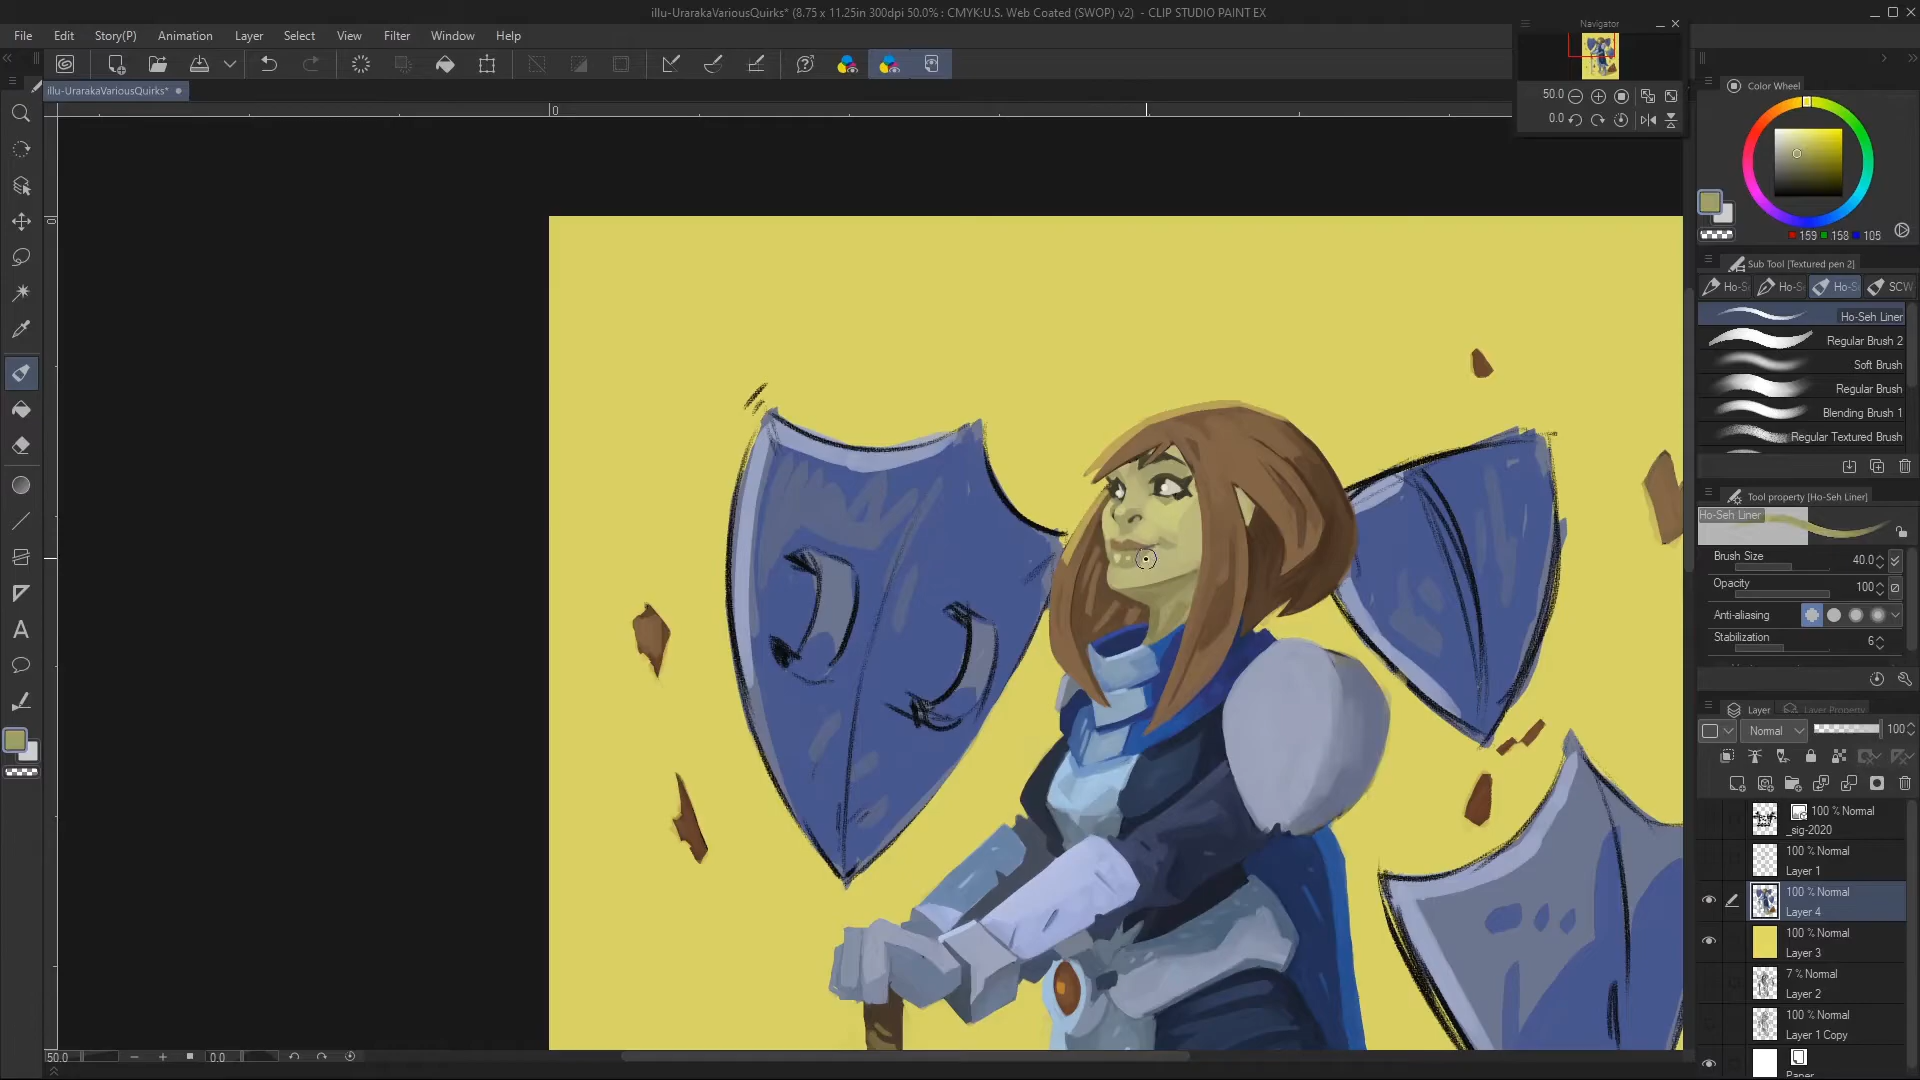 illu-UrarakaVariousQuirks* (8.75 x 11.25in 300dpi 50.0% : CMYK:U.S. Web Coated (SWOP) v2) - CLIP STUDIO PAINT EX
Navigator
File Edit Story(P) Animation Layer Select View Filter Window Help
illu-UrarakaVariousQuirks*
0
0
50.0
0.0
Color Wheel
159 158 105
Sub Tool [Textured pen 2]
Ho-S Ho-S Ho-S SCW
Ho-Seh Liner
Regular Brush 2
Soft Brush
Regular Brush
Blending Brush 1
Regular Textured Brush
Tool property [Ho-Seh Liner]
Ho-Seh Liner
Brush Size 40.0
Opacity 100
Anti-aliasing
Stabilization 6
Layer Layer Property
Normal 100
100 % Normal
_sig-2020
100 % Normal
Layer 1
100 % Normal
Layer 4
100 % Normal
Layer 3
7 % Normal
Layer 2
100 % Normal
Layer 1 Copy
Paper
50.0 0.0